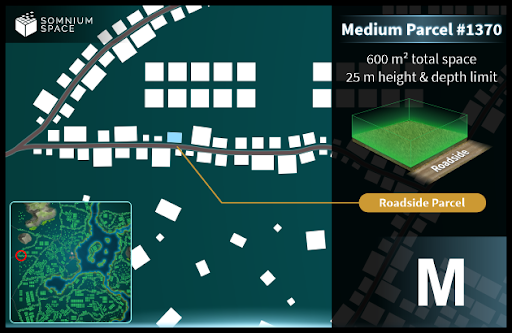 SOMNIUM
SPACE
Medium Parcel #1370
600 m² total space
25 m height & depth limit
Roadside
Roadside Parcel
M